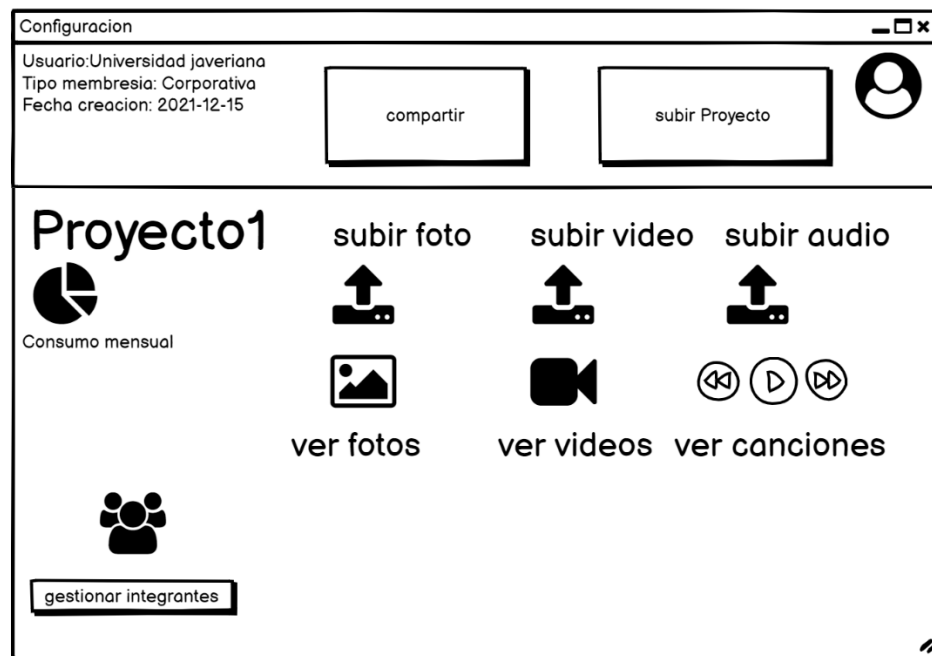 Configuracion
Usuario:Universidad javeriana
Tipo membresia: Corporativa
Fecha creacion: 2021-12-15
compartir
subir Proyecto
Proyecto1
subir foto
subir video
subir audio
Consumo mensual
ver fotos
ver videos
ver canciones
gestionar integrantes